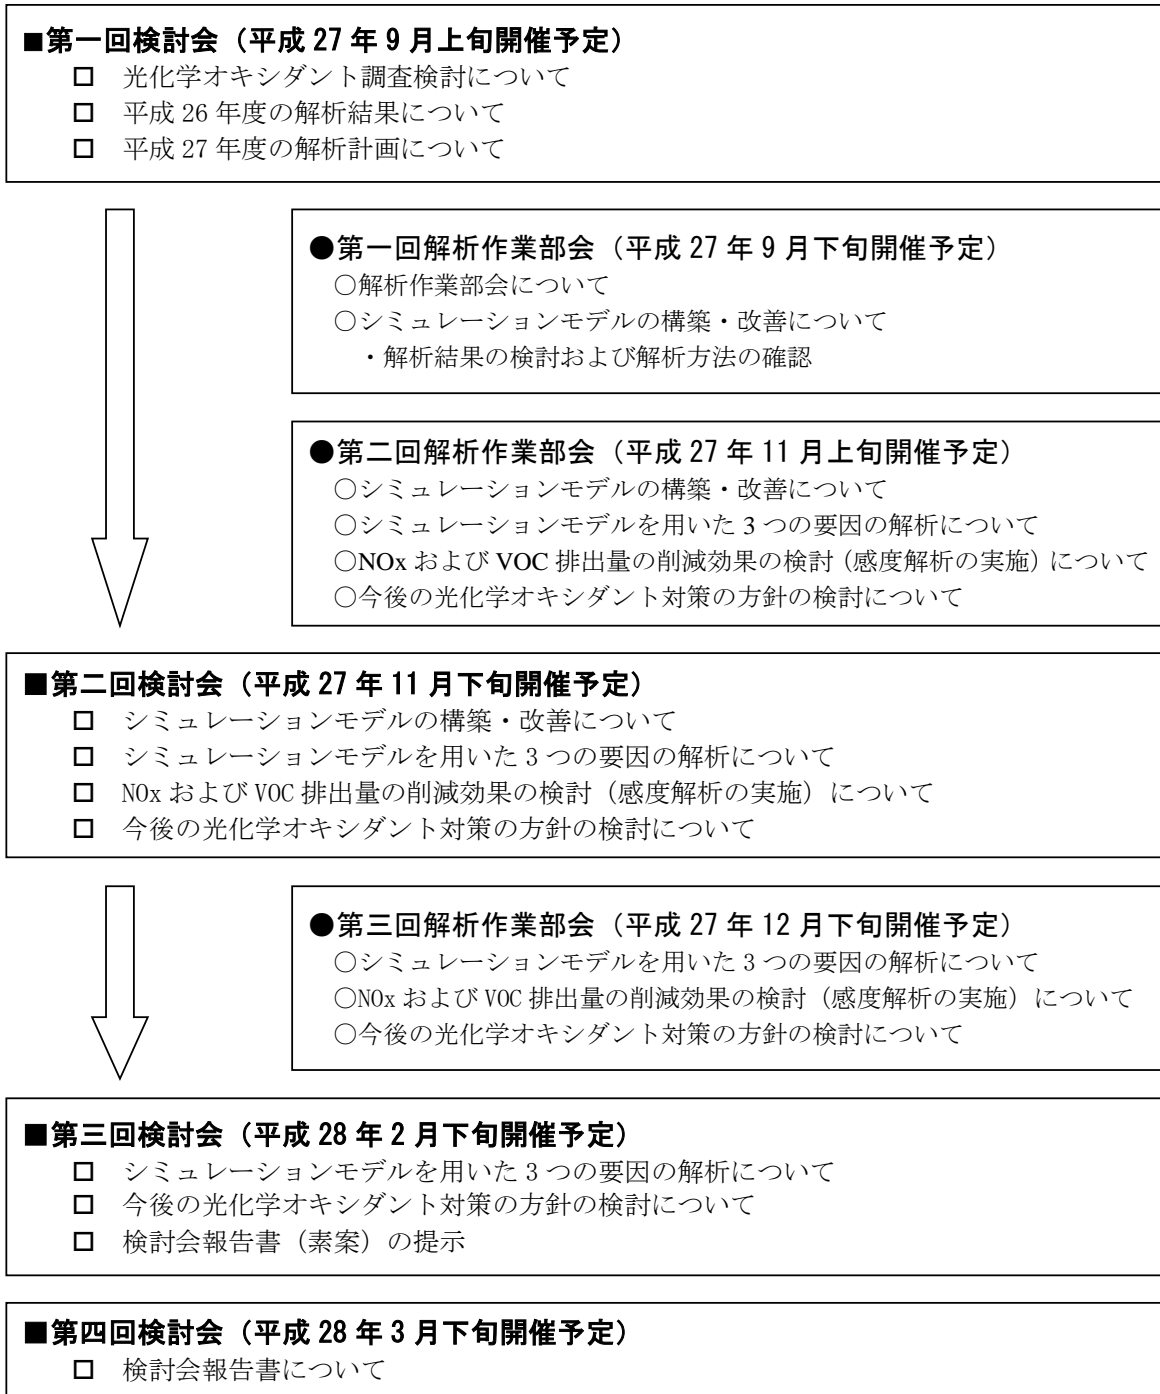 ■第一回検討会（平成 27 年 9 月上旬開催予定）
□ 光化学オキシダント調査検討について
□ 平成 26 年度の解析結果について
□ 平成 27 年度の解析計画について
●第一回解析作業部会（平成 27 年 9 月下旬開催予定）
○解析作業部会について
○シミュレーションモデルの構築・改善について
・解析結果の検討および解析方法の確認
●第二回解析作業部会（平成 27 年 11 月上旬開催予定）
○シミュレーションモデルの構築・改善について
○シミュレーションモデルを用いた 3 つの要因の解析について
○NOx および VOC 排出量の削減効果の検討（感度解析の実施）について
○今後の光化学オキシダント対策の方針の検討について
■第二回検討会（平成 27 年 11 月下旬開催予定）
□ シミュレーションモデルの構築・改善について
□ シミュレーションモデルを用いた 3 つの要因の解析について
□ NOx および VOC 排出量の削減効果の検討（感度解析の実施）について
□ 今後の光化学オキシダント対策の方針の検討について
●第三回解析作業部会（平成 27 年 12 月下旬開催予定）
○シミュレーションモデルを用いた 3 つの要因の解析について
○NOx および VOC 排出量の削減効果の検討（感度解析の実施）について
○今後の光化学オキシダント対策の方針の検討について
■第三回検討会（平成 28 年 2 月下旬開催予定）
□ シミュレーションモデルを用いた 3 つの要因の解析について
□ 今後の光化学オキシダント対策の方針の検討について
□ 検討会報告書（素案）の提示
■第四回検討会（平成 28 年 3 月下旬開催予定）
□ 検討会報告書について